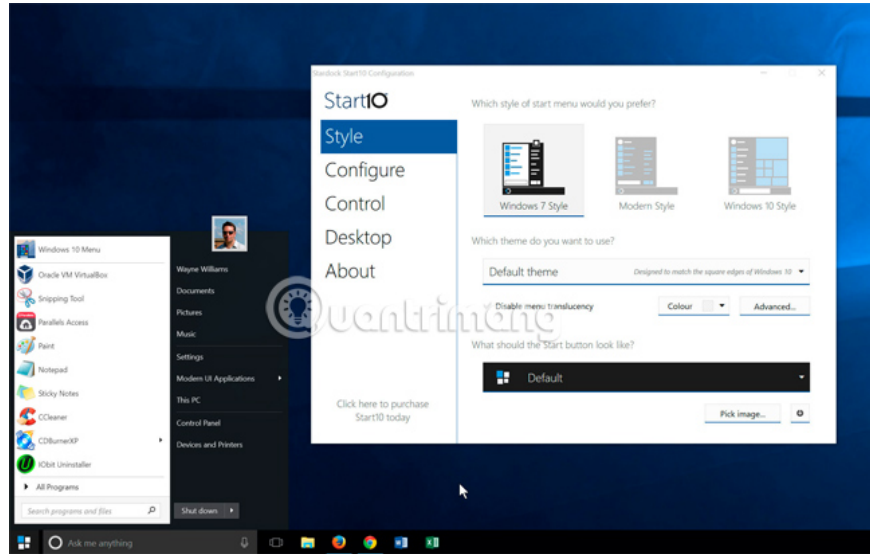 Stardock Start10 Configuration
Start10
Style
Configure
Control
Desktop
About
Click here to purchase
Start10 today
Which style of start menu would you prefer?
Windows 7 Style
Modern Style
Windows 10 Style
Which theme do you want to use?
Default theme
Designed to match the square edges of Windows 10
Disable menu translucency
Colour
Advanced...
What should the Start button look like?
Default
Pick image...
Windows 10 Menu
Oracle VM VirtualBox
Snipping Tool
Parallels Access
Paint
Notepad
Sticky Notes
CCleaner
CDBurnerXP
IObit Uninstaller
All Programs
Search programs and files
Wayne Williams
Documents
Pictures
Music
Settings
Modern UI Applications
This PC
Control Panel
Devices and Printers
Shut down
Quantrimang
Ask me anything